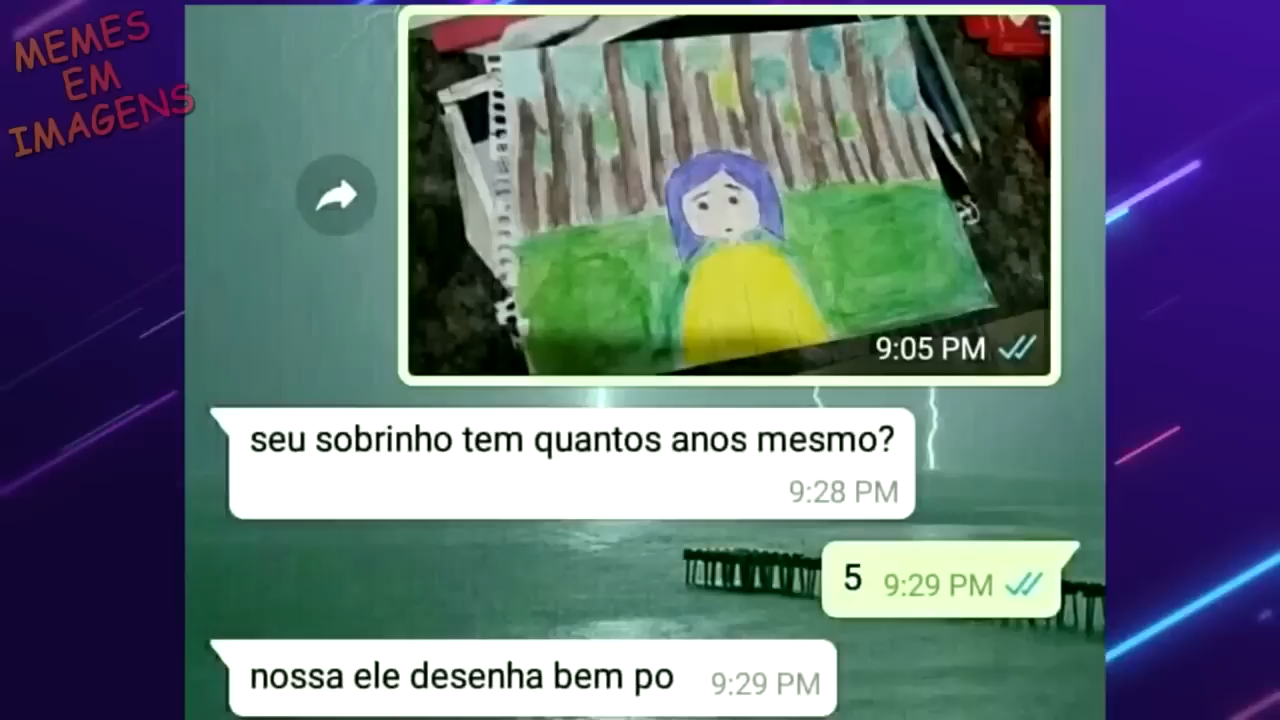 MEMES
EM
IMAGENS
9:05 PM
seu sobrinho tem quantos anos mesmo?
9:28 PM
5 9:29 PM
nossa ele desenha bem po 9:29 PM